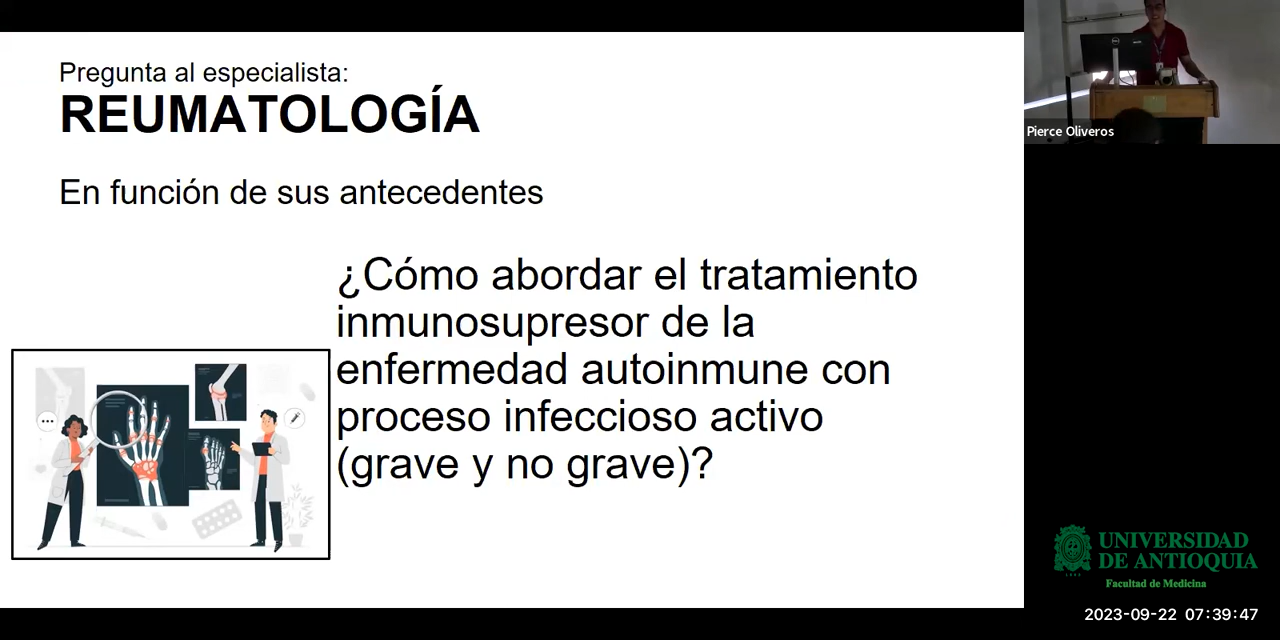 Pregunta al especialista:
REUMATOLOGÍA
En función de sus antecedentes
¿Cómo abordar el tratamiento
inmunosupresor de la
enfermedad autoinmune con
proceso infeccioso activo
(grave y no grave)?
Pierce Oliveros
UNIVERSIDAD
DE ANTIOQUIA
Facultad de Medicina
2023-09-22 07:39:47